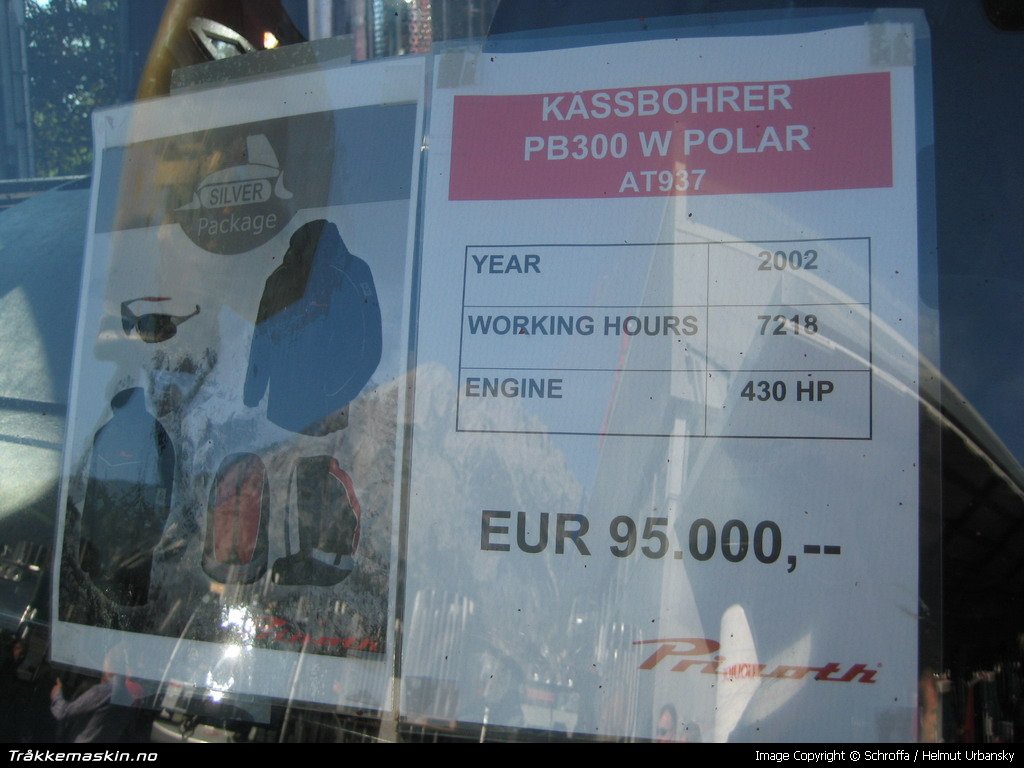 SILVER
Package
Prinoth
KÄSSBOHRER
PB300 W POLAR
AT937
YEAR 2002
WORKING HOURS 7218
ENGINE 430 HP
EUR 95.000,--
Prinoth
Tråkkemaskin.no
Image Copyright © Schroffa / Helmut Urbansky